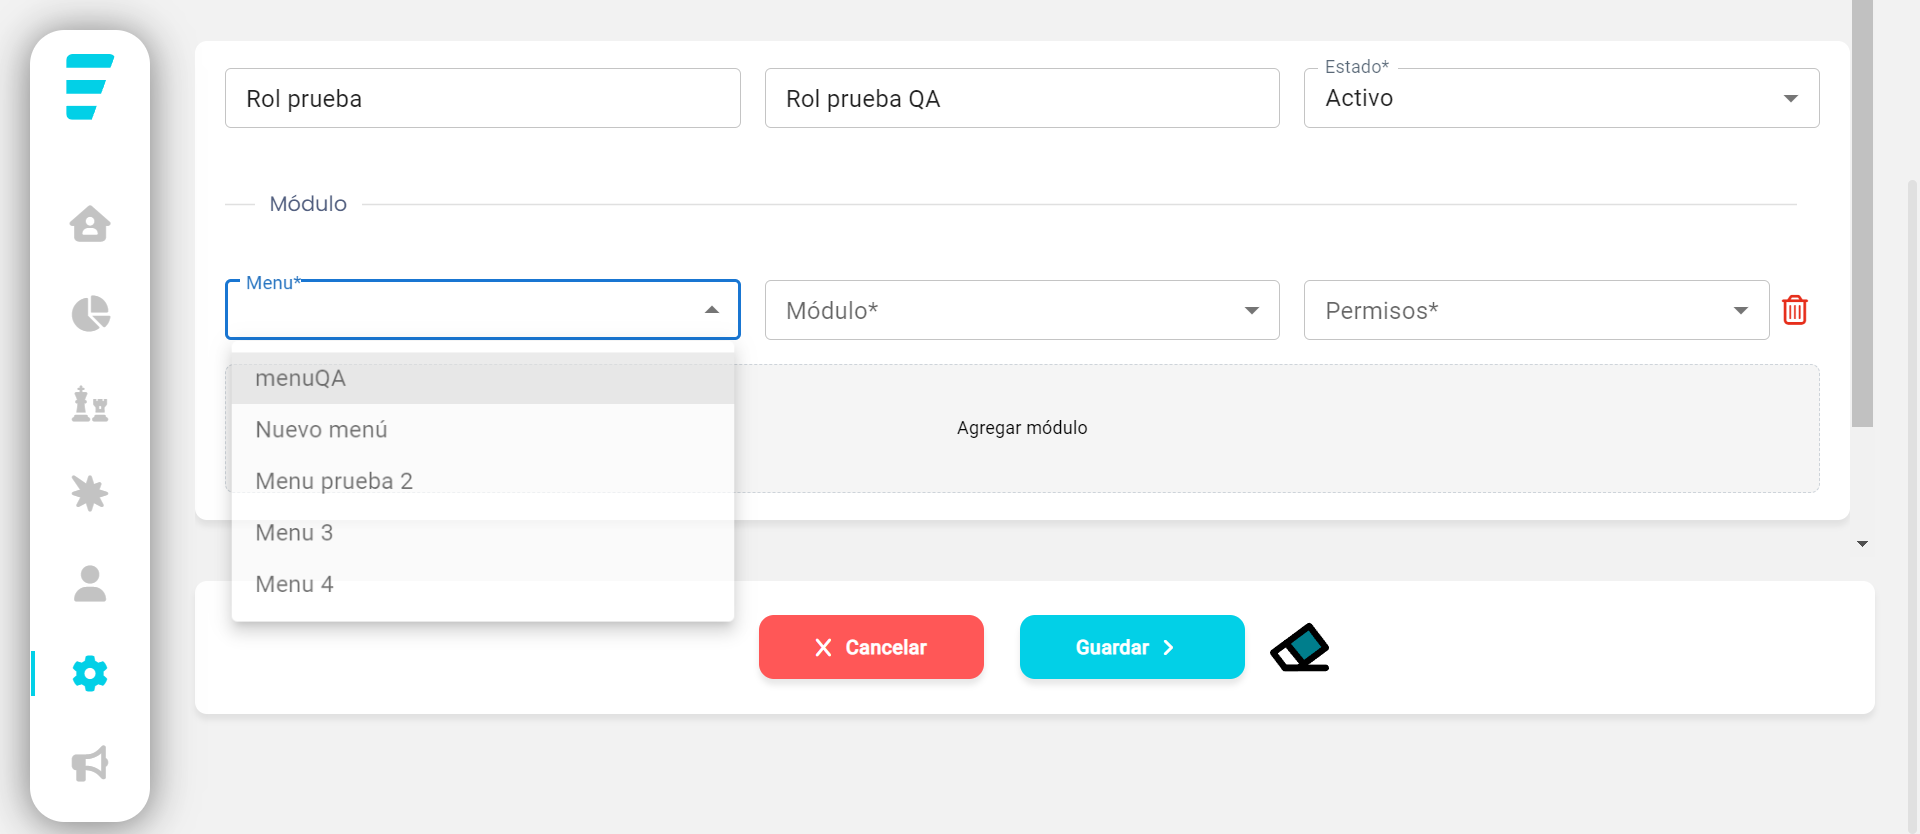 Rol prueba
Rol prueba QA
Estado*
Activo
Módulo
Menu*
Módulo*
Permisos*
menuQA
Nuevo menú
Menu prueba 2
Menu 3
Menu 4
Agregar módulo
Cancelar
Guardar